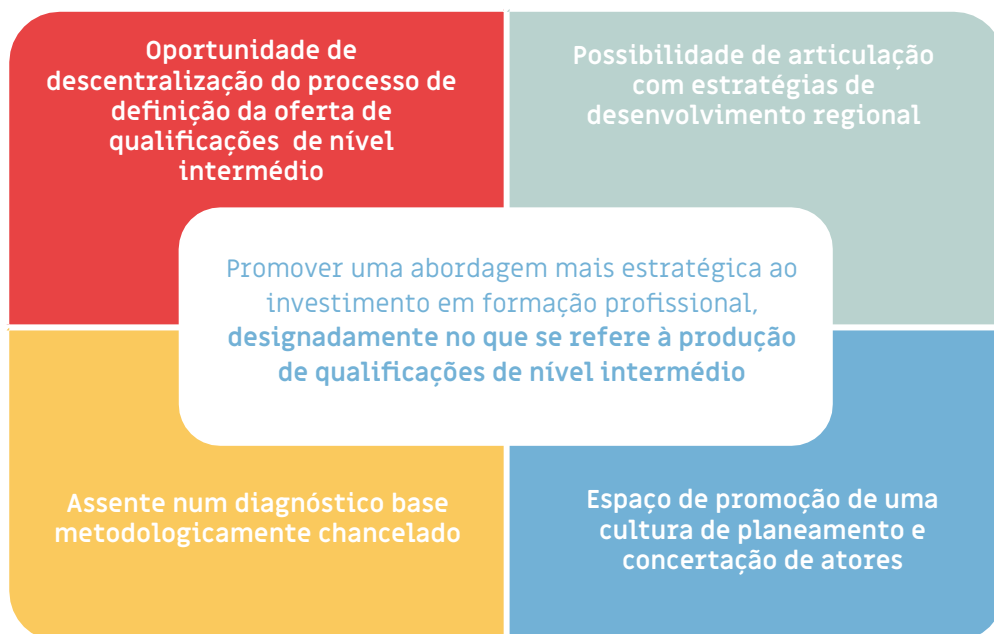 Oportunidade de
descentralização do processo de
definição da oferta de
qualificações de nível
intermédio
Possibilidade de articulação
com estratégias de
desenvolvimento regional
Promover uma abordagem mais estratégica ao
investimento em formação profissional,
designadamente no que se refere à produção
de qualificações de nível intermédio
Assente num diagnóstico base
metodologicamente chancelado
Espaço de promoção de uma
cultura de planeamento e
concertação de atores